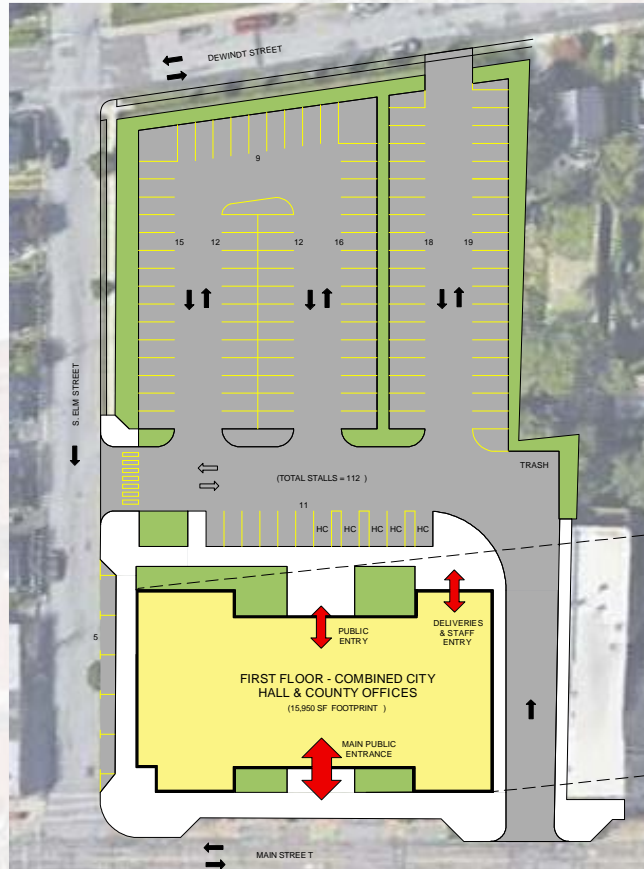 DEWINDT STREET
9
15
12
12
16
18
19
S. ELM STREET
TRASH
(TOTAL STALLS = 112 )
11
HC
HC
HC
HC
HC
5
PUBLIC
ENTRY
DELIVERIES
& STAFF
ENTRY
FIRST FLOOR - COMBINED CITY
HALL & COUNTY OFFICES
(15,950 SF FOOTPRINT )
MAIN PUBLIC
ENTRANCE
MAIN STREET